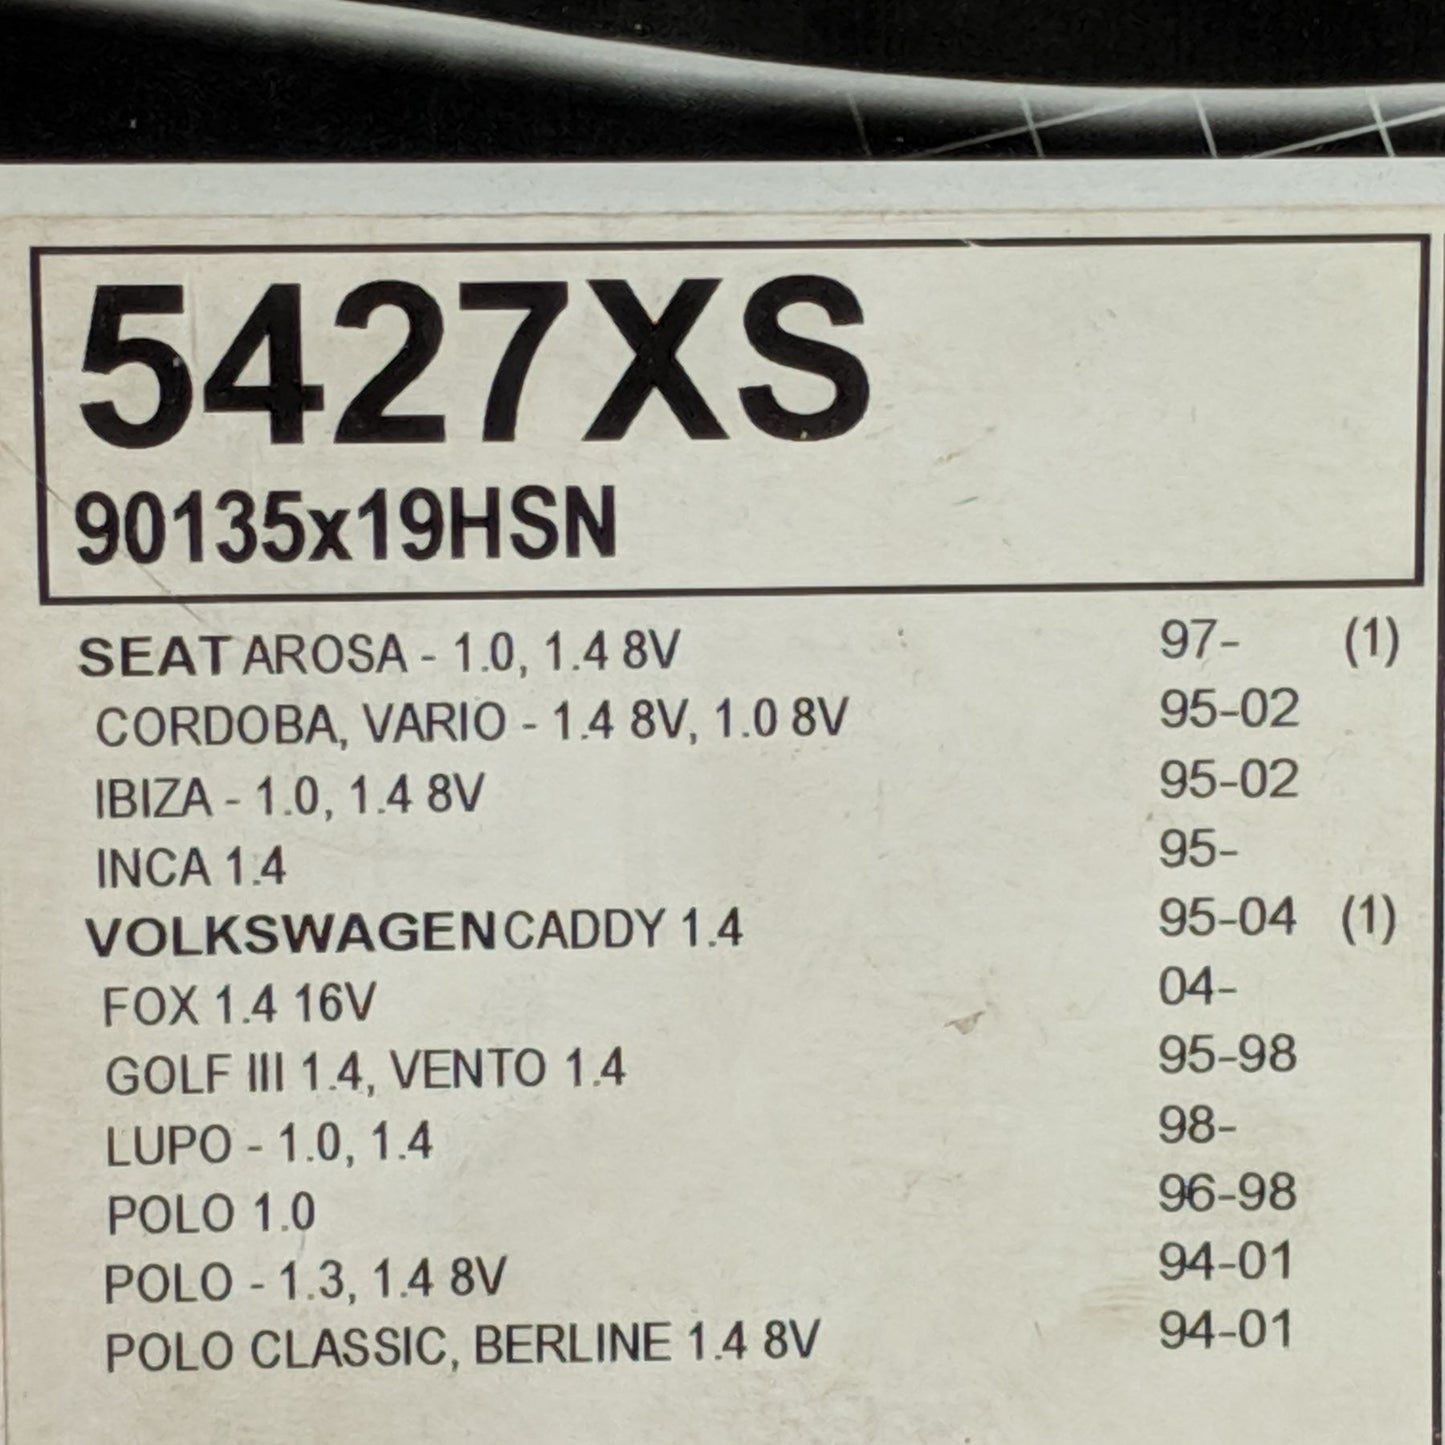 5427XS
90135x19HSN
SEAT AROSA - 1.0, 1.4 8V 97- (1)
CORDOBA, VARIO - 1.4 8V, 1.0 8V 95-02
IBIZA - 1.0, 1.4 8V 95-02
INCA 1.4 95-
VOLKSWAGEN CADDY 1.4 95-04 (1)
FOX 1.4 16V 04-
GOLF III 1.4, VENTO 1.4 95-98
LUPO - 1.0, 1.4 98-
POLO 1.0 96-98
POLO - 1.3, 1.4 8V 94-01
POLO CLASSIC, BERLINE 1.4 8V 94-01